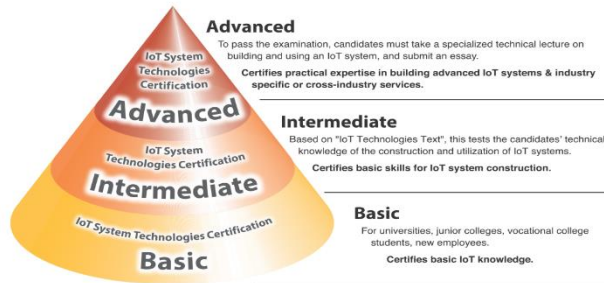 Advanced
To pass the examination, candidates must take a specialized technical lecture on
building and using an IoT system, and submit an essay.
Certifies practical expertise in building advanced IoT systems & industry
specific or cross-industry services.
IoT System
Technologies
Certification
Advanced
Intermediate
Based on "IoT Technologies Text", this tests the candidates' technical
knowledge of the construction and utilization of IoT systems.
Certifies basic skills for IoT system construction.
IoT System
Technologies Certification
Intermediate
Basic
For universities, junior colleges, vocational college
students, new employees.
Certifies basic IoT knowledge.
IoT System Technologies Certification
Basic